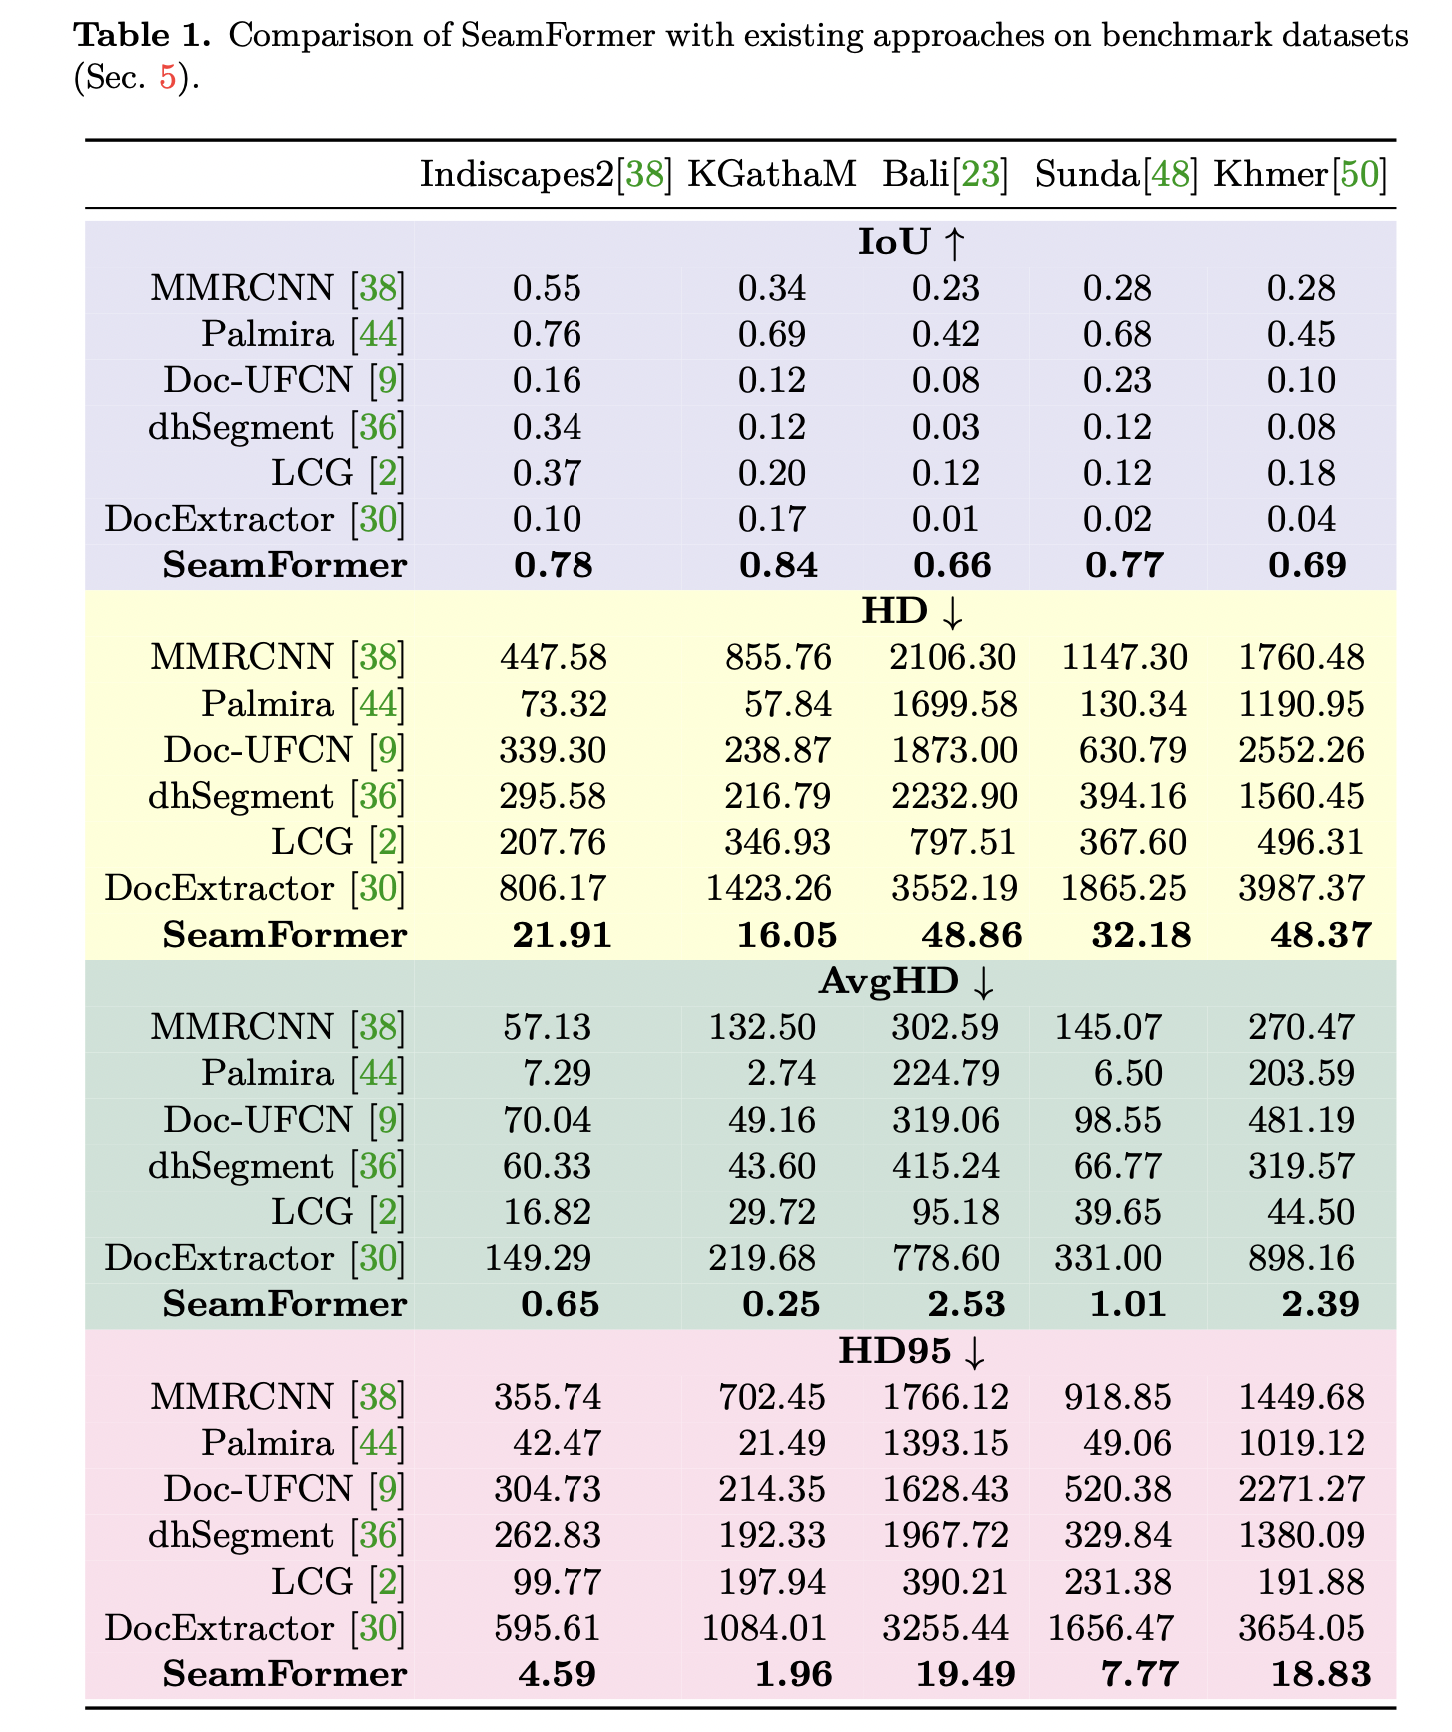 Table 1. Comparison of SeamFormer with existing approaches on benchmark datasets
(Sec. 5).
Indiscapes2[38] KGathaM Bali[23] Sunda[48] Khmer[50]
IoU ↑
MMRCNN [38] 0.55 0.34 0.23 0.28 0.28
Palmira [44] 0.76 0.69 0.42 0.68 0.45
Doc-UFCN [9] 0.16 0.12 0.08 0.23 0.10
dhSegment [36] 0.34 0.12 0.03 0.12 0.08
LCG [2] 0.37 0.20 0.12 0.12 0.18
DocExtractor [30] 0.10 0.17 0.01 0.02 0.04
SeamFormer 0.78 0.84 0.66 0.77 0.69
HD ↓
MMRCNN [38] 447.58 855.76 2106.30 1147.30 1760.48
Palmira [44] 73.32 57.84 1699.58 130.34 1190.95
Doc-UFCN [9] 339.30 238.87 1873.00 630.79 2552.26
dhSegment [36] 295.58 216.79 2232.90 394.16 1560.45
LCG [2] 207.76 346.93 797.51 367.60 496.31
DocExtractor [30] 806.17 1423.26 3552.19 1865.25 3987.37
SeamFormer 21.91 16.05 48.86 32.18 48.37
AvgHD ↓
MMRCNN [38] 57.13 132.50 302.59 145.07 270.47
Palmira [44] 7.29 2.74 224.79 6.50 203.59
Doc-UFCN [9] 70.04 49.16 319.06 98.55 481.19
dhSegment [36] 60.33 43.60 415.24 66.77 319.57
LCG [2] 16.82 29.72 95.18 39.65 44.50
DocExtractor [30] 149.29 219.68 778.60 331.00 898.16
SeamFormer 0.65 0.25 2.53 1.01 2.39
HD95 ↓
MMRCNN [38] 355.74 702.45 1766.12 918.85 1449.68
Palmira [44] 42.47 21.49 1393.15 49.06 1019.12
Doc-UFCN [9] 304.73 214.35 1628.43 520.38 2271.27
dhSegment [36] 262.83 192.33 1967.72 329.84 1380.09
LCG [2] 99.77 197.94 390.21 231.38 191.88
DocExtractor [30] 595.61 1084.01 3255.44 1656.47 3654.05
SeamFormer 4.59 1.96 19.49 7.77 18.83